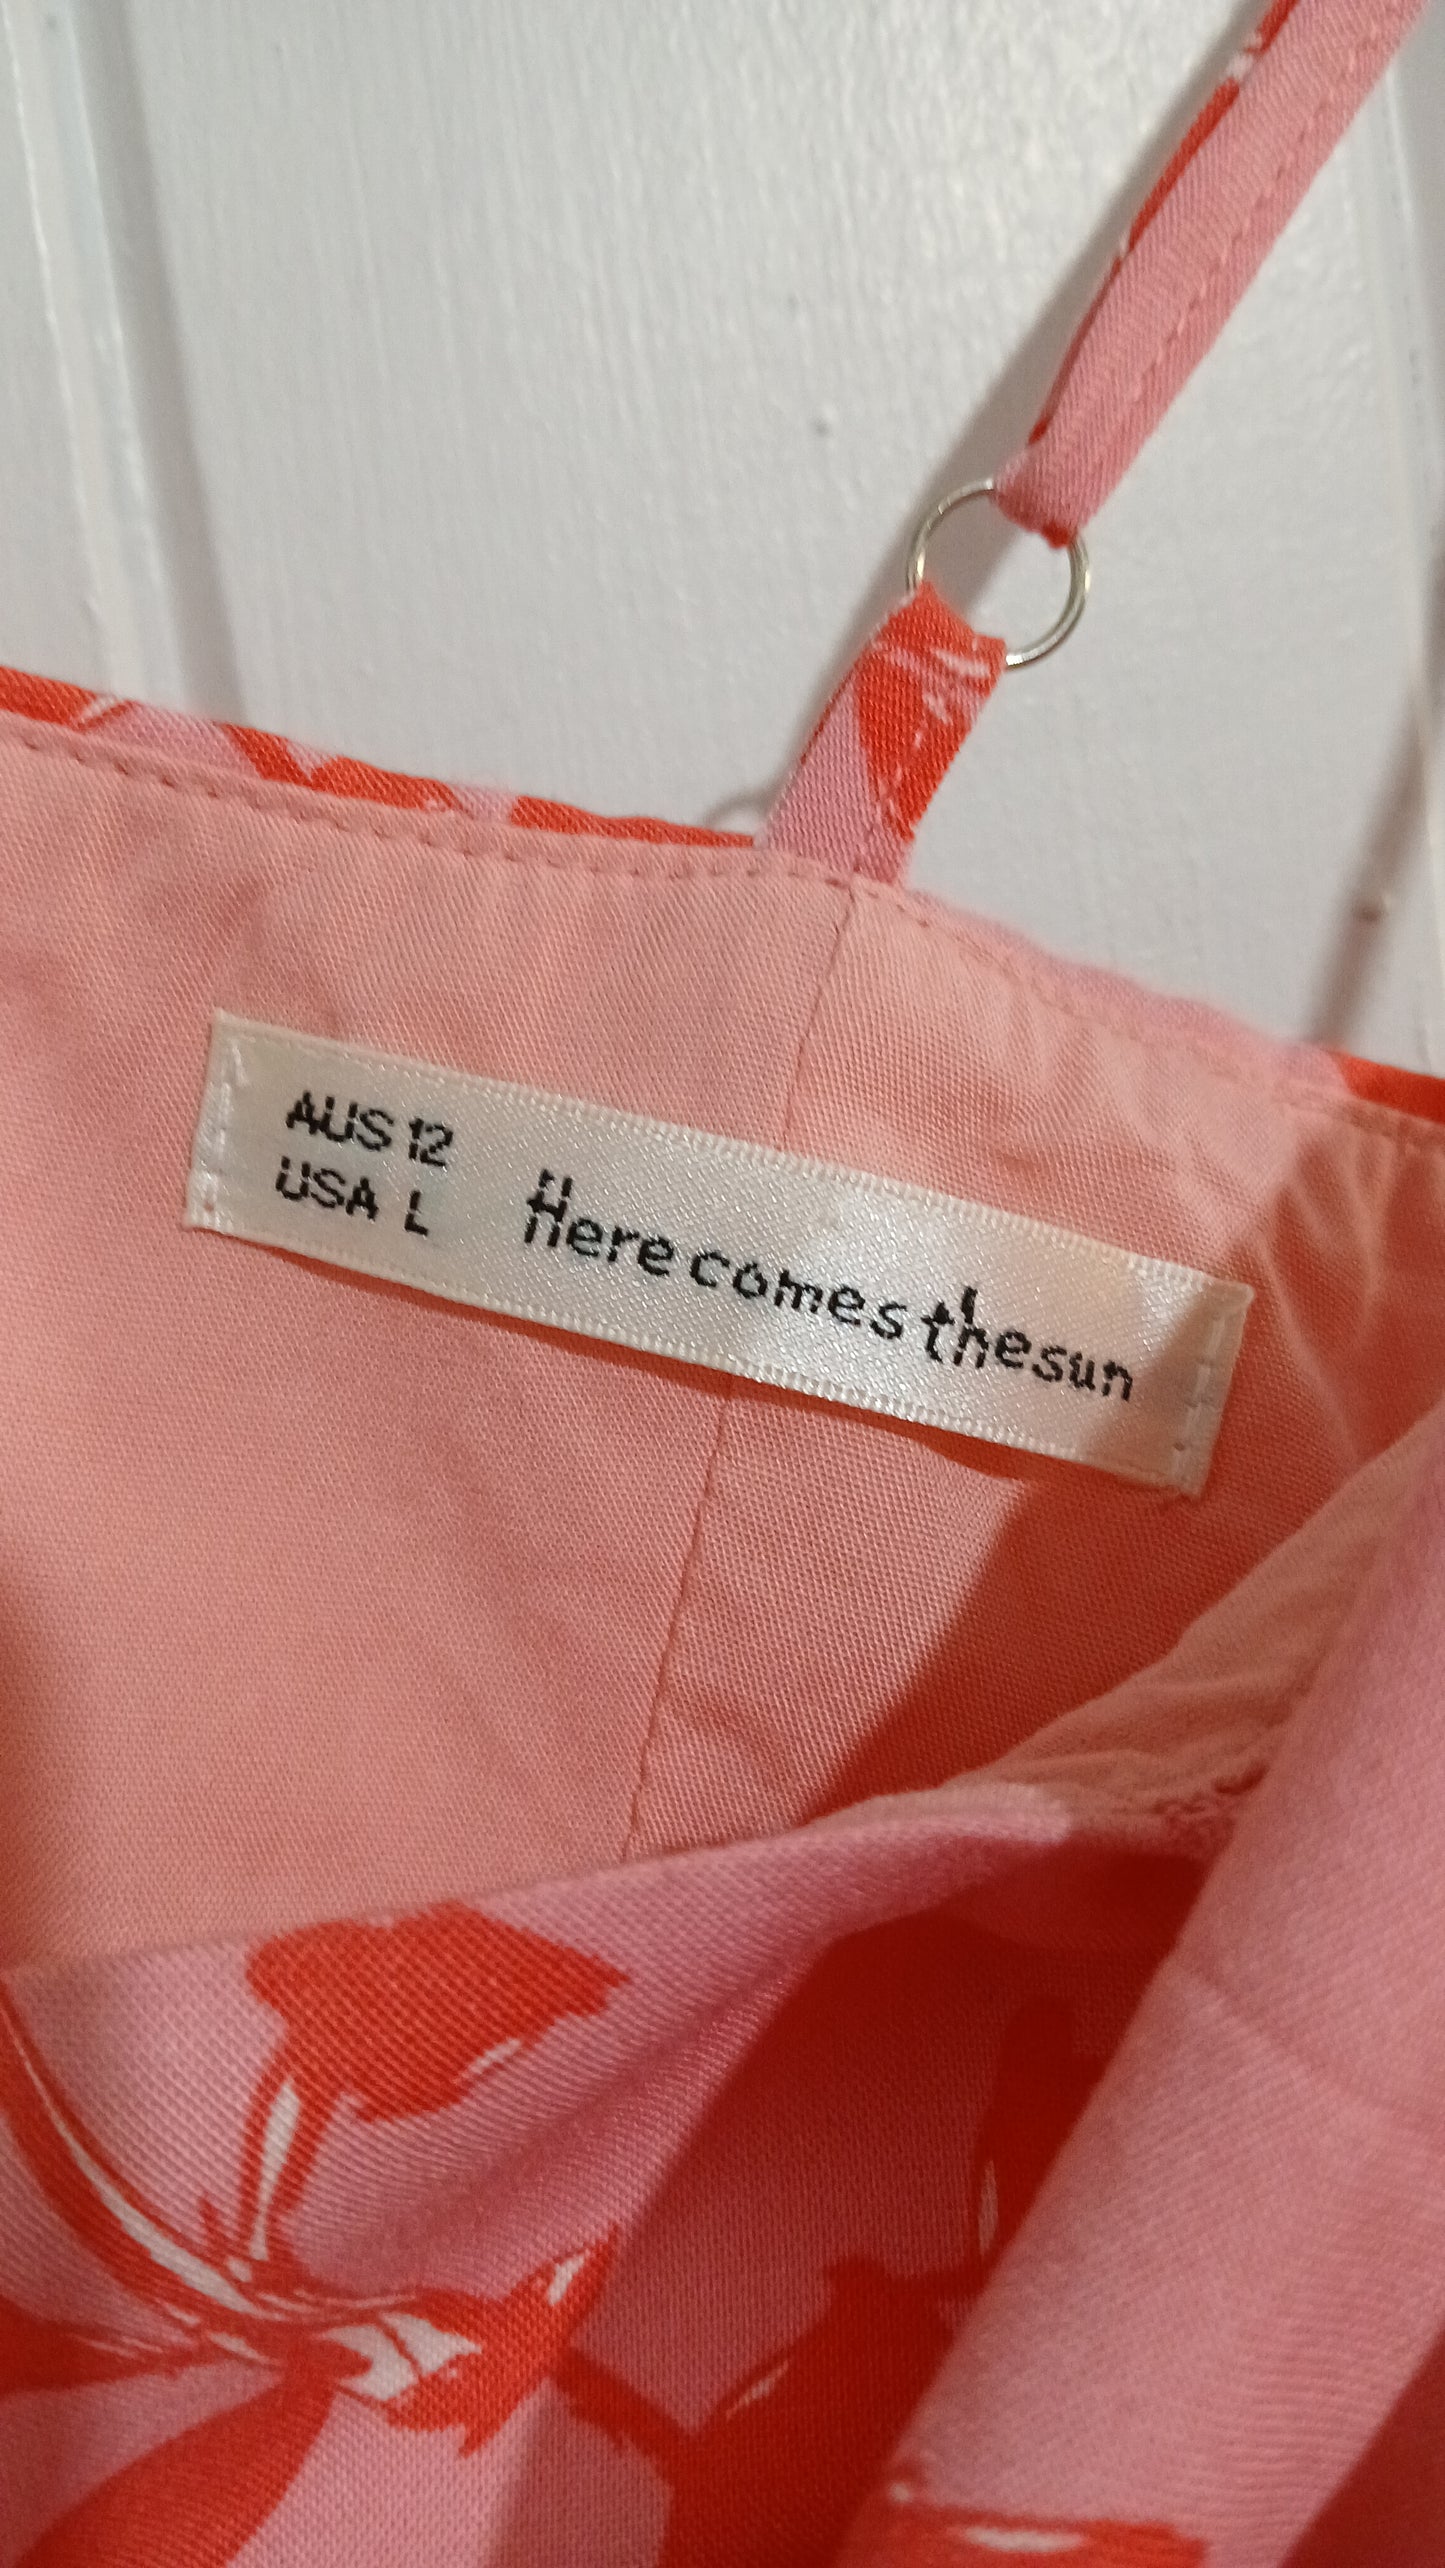 AUS 12
USA L
Here comes the sun